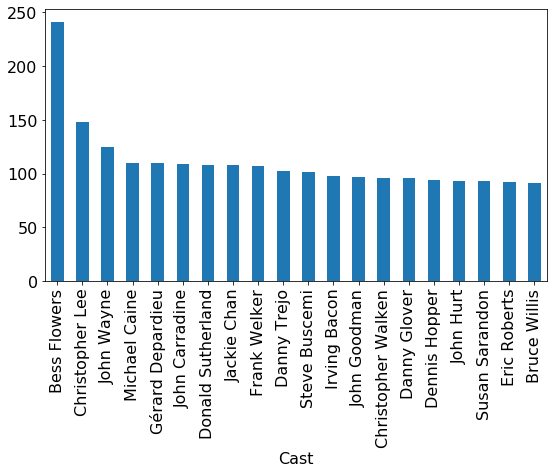 250
200
150
100
50
0
Bess Flowers
Christopher Lee
John Wayne
Michael Caine
Gérard Depardieu
John Carradine
Donald Sutherland
Jackie Chan
Frank Welker
Danny Trejo
Steve Buscemi
Irving Bacon
John Goodman
Christopher Walken
Danny Glover
Dennis Hopper
John Hurt
Susan Sarandon
Eric Roberts
Bruce Willis
Cast